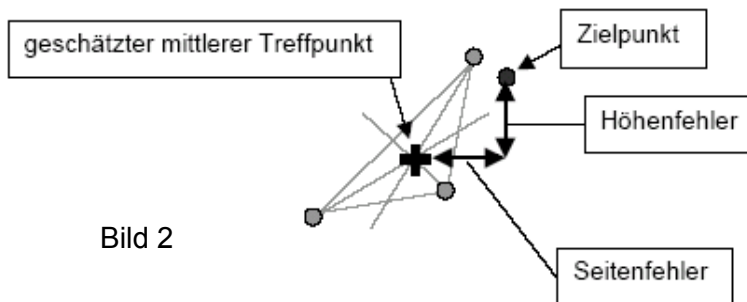 geschätzter mittlerer Treffpunkt
Zielpunkt
Höhenfehler
Bild 2
Seitenfehler